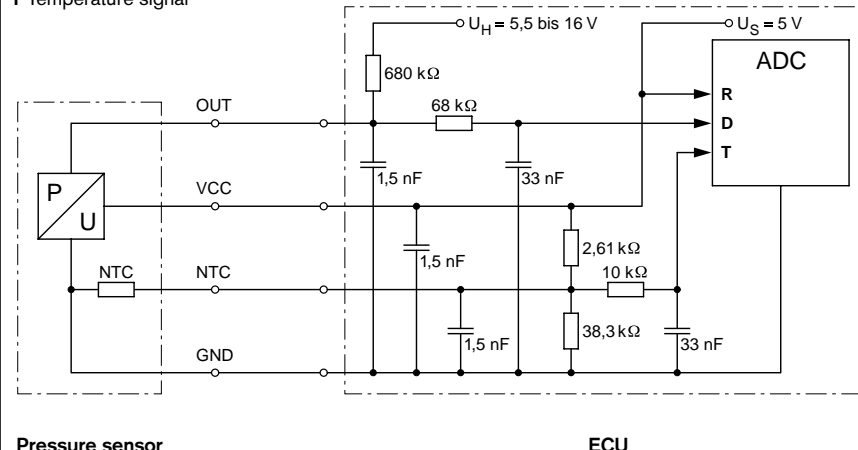 T Temperature signal
U_H = 5,5 bis 16 V
U_S = 5 V
ADC
680 kΩ
R
OUT
68 kΩ
D
T
1,5 nF
33 nF
P
U
VCC
2,61 kΩ
1,5 nF
NTC
NTC
10 kΩ
38,3 kΩ
1,5 nF
33 nF
GND
Pressure sensor
ECU